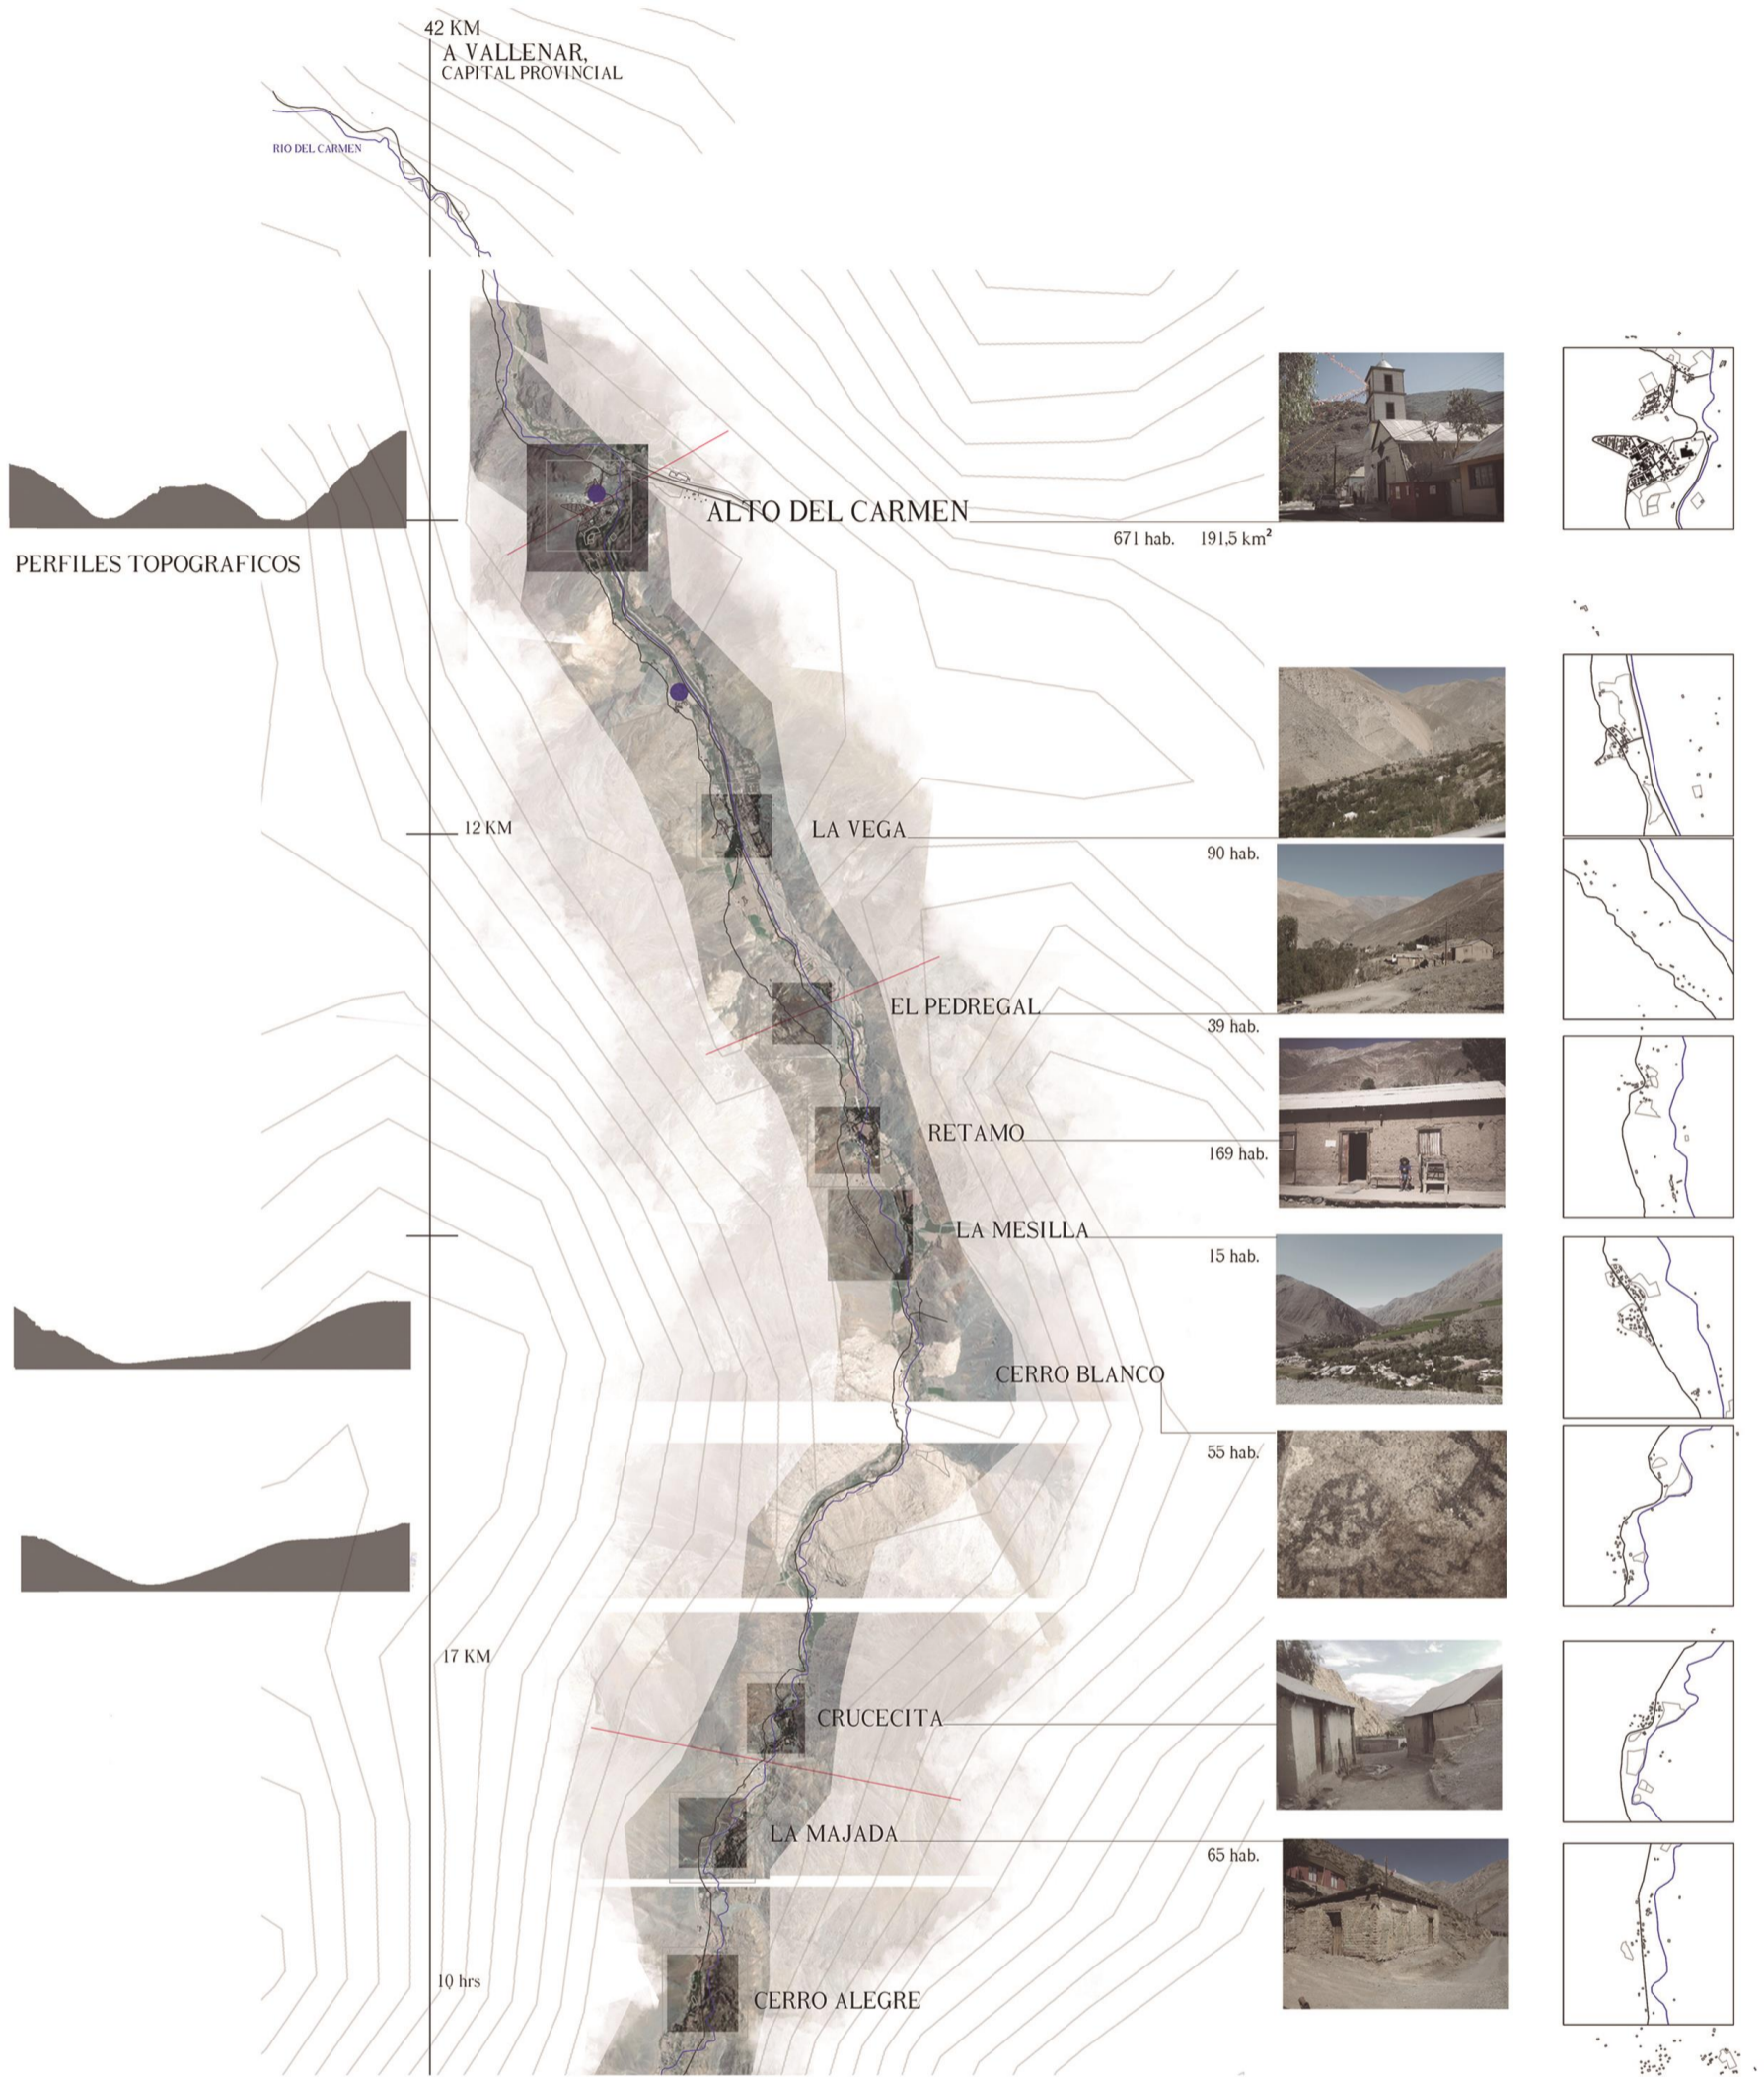 42 KM
A VALLENAR,
CAPITAL PROVINCIAL
RIO DEL CARMEN
ALTO DEL CARMEN
671 hab. 191,5 km²
PERFILES TOPOGRAFICOS
12 KM
LA VEGA
90 hab.
EL PEDREGAL
39 hab.
RETAMO
169 hab.
LA MESILLA
15 hab.
CERRO BLANCO
55 hab.
17 KM
CRUCECITA
LA MAJADA
65 hab.
10 hrs
CERRO ALEGRE